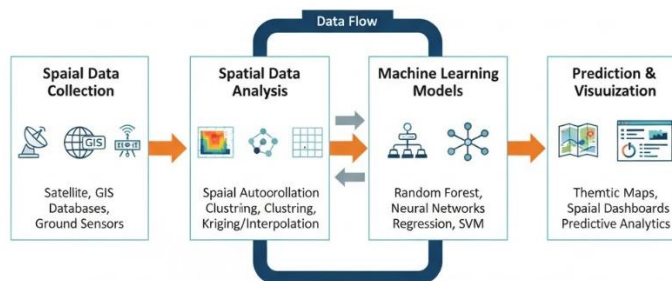 Data Flow
Spaial Data
Collection
GIS
Satellite, GIS
Databases,
Ground Sensors
Spatial Data
Analysis
Spaial Autoorollation
Clustring, Clustring,
Kriging/Interpolation
Machine Learning
Models
Random Forest,
Neural Networks
Regression, SVM
Prediction &
Visuuization
Themtic Maps,
Spaial Dashboards
Predictive Analytics